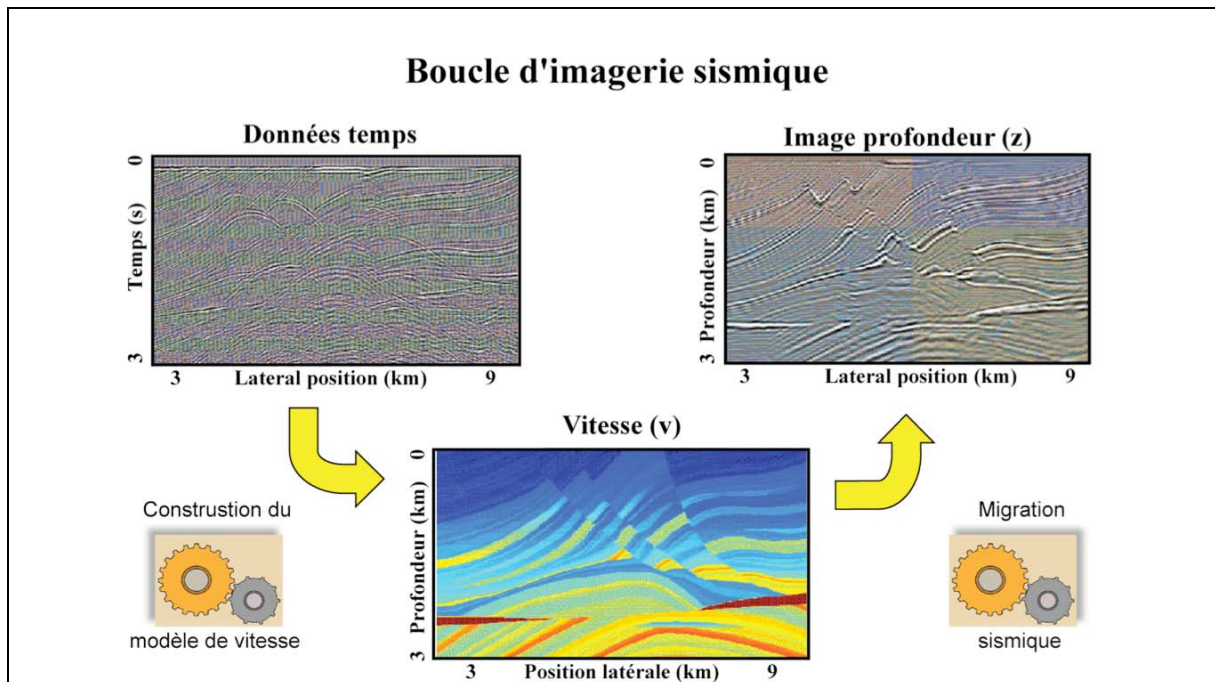 Boucle d'imagerie sismique
Données temps
0
Temps (s)
3
3 Lateral position (km) 9
Image profondeur (z)
0
Profondeur (km)
3
3 Lateral position (km) 9
Vitesse (v)
0
Profondeur (km)
3
3 Position latérale (km) 9
Construstion du
modèle de vitesse
Migration
sismique